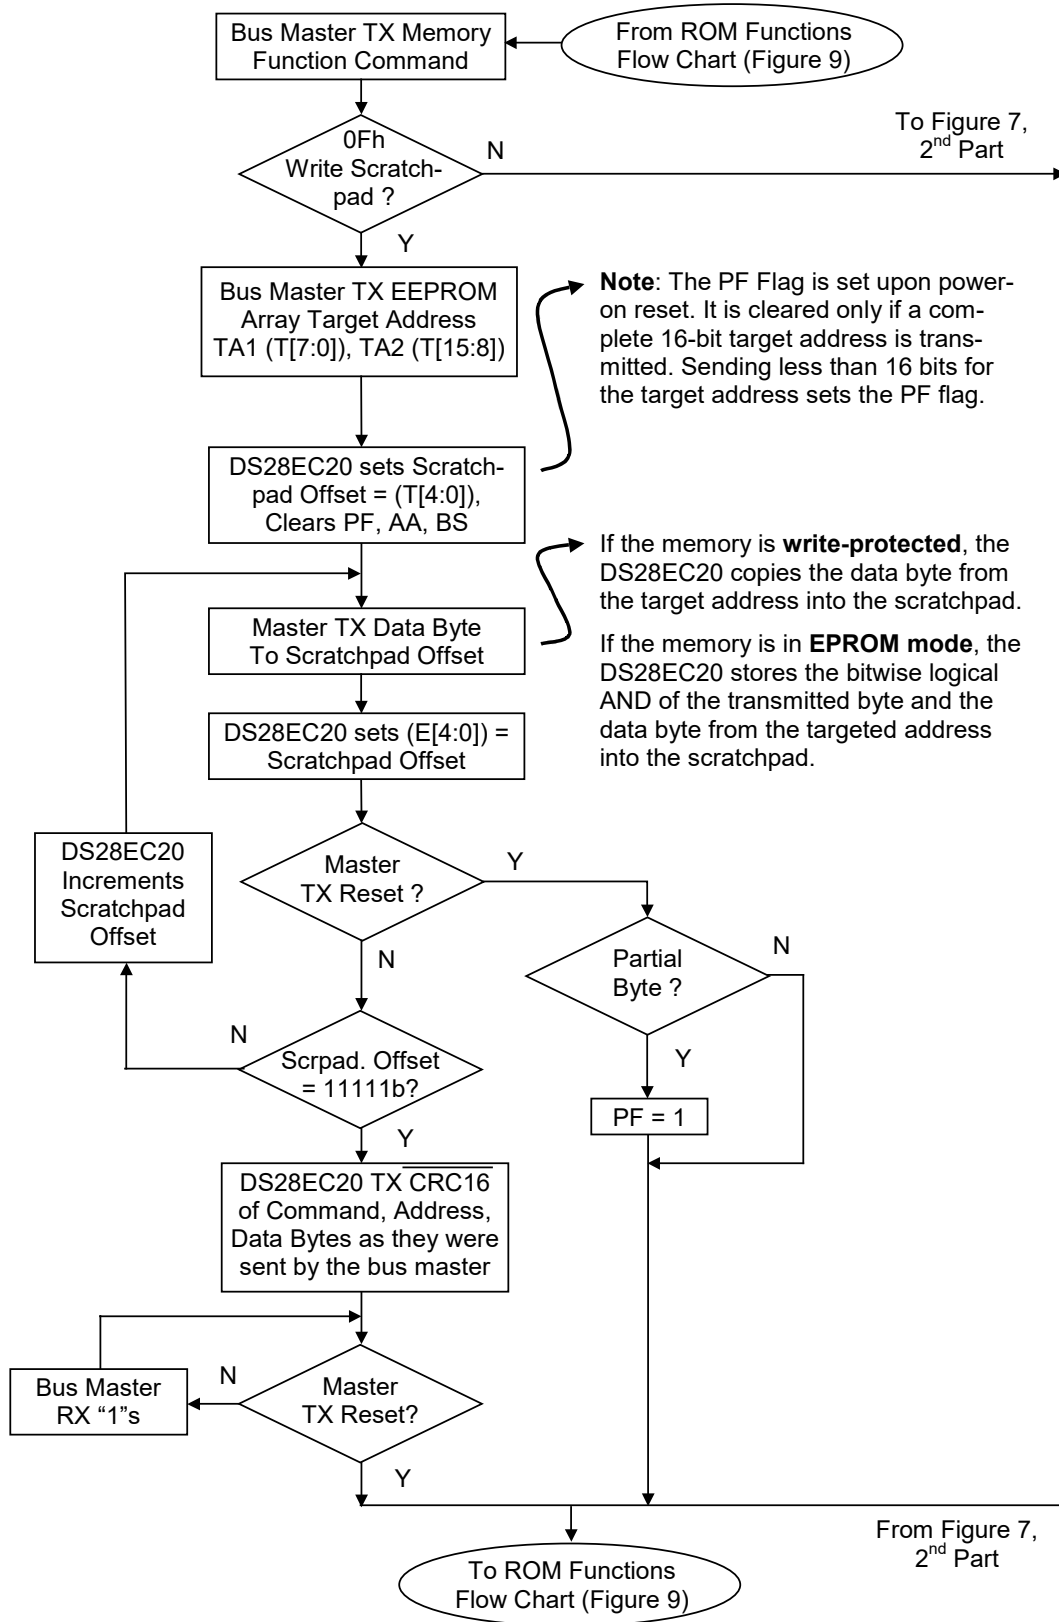 Bus Master TX Memory
Function Command
From ROM Functions
Flow Chart (Figure 9)
To Figure 7,
2nd Part
0Fh
Write Scratch-
pad ?
N
Y
Bus Master TX EEPROM
Array Target Address
TA1 (T[7:0]), TA2 (T[15:8])
Note: The PF Flag is set upon power-
on reset. It is cleared only if a com-
plete 16-bit target address is trans-
mitted. Sending less than 16 bits for
the target address sets the PF flag.
DS28EC20 sets Scratch-
pad Offset = (T[4:0]),
Clears PF, AA, BS
If the memory is write-protected, the
DS28EC20 copies the data byte from
the target address into the scratchpad.
If the memory is in EPROM mode, the
DS28EC20 stores the bitwise logical
AND of the transmitted byte and the
data byte from the targeted address
into the scratchpad.
Master TX Data Byte
To Scratchpad Offset
DS28EC20 sets (E[4:0]) =
Scratchpad Offset
DS28EC20
Increments
Scratchpad
Offset
Master
TX Reset ?
Y
N
Partial
Byte ?
N
Y
PF = 1
N
Scrpad. Offset
= 11111b?
Y
DS28EC20 TX CRC16
of Command, Address,
Data Bytes as they were
sent by the bus master
Bus Master
RX “1”s
N
Master
TX Reset?
Y
From Figure 7,
2nd Part
To ROM Functions
Flow Chart (Figure 9)